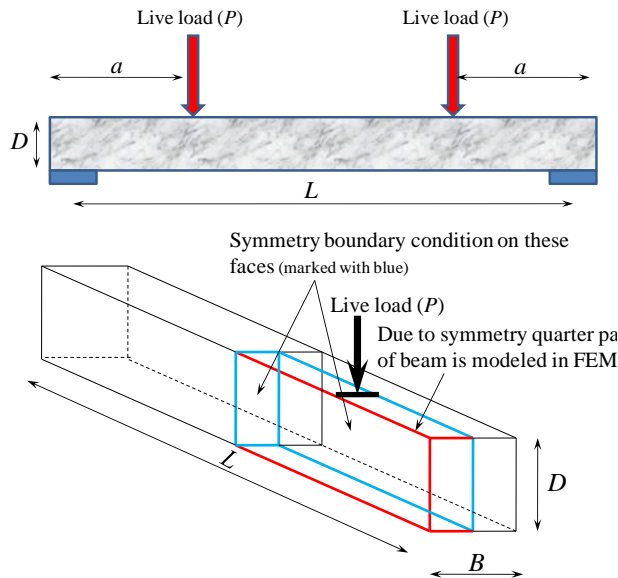 Live load (P)
Live load (P)
a
a
D
L
Symmetry boundary condition on these
faces (marked with blue)
Live load (P)
Due to symmetry quarter pa
of beam is modeled in FEM
L
D
B